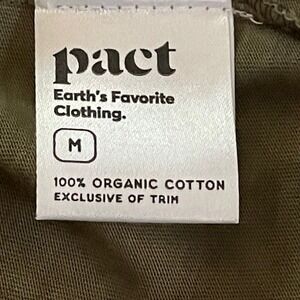 pact
Earth's Favorite
Clothing.
M
100% ORGANIC COTTON
EXCLUSIVE OF TRIM